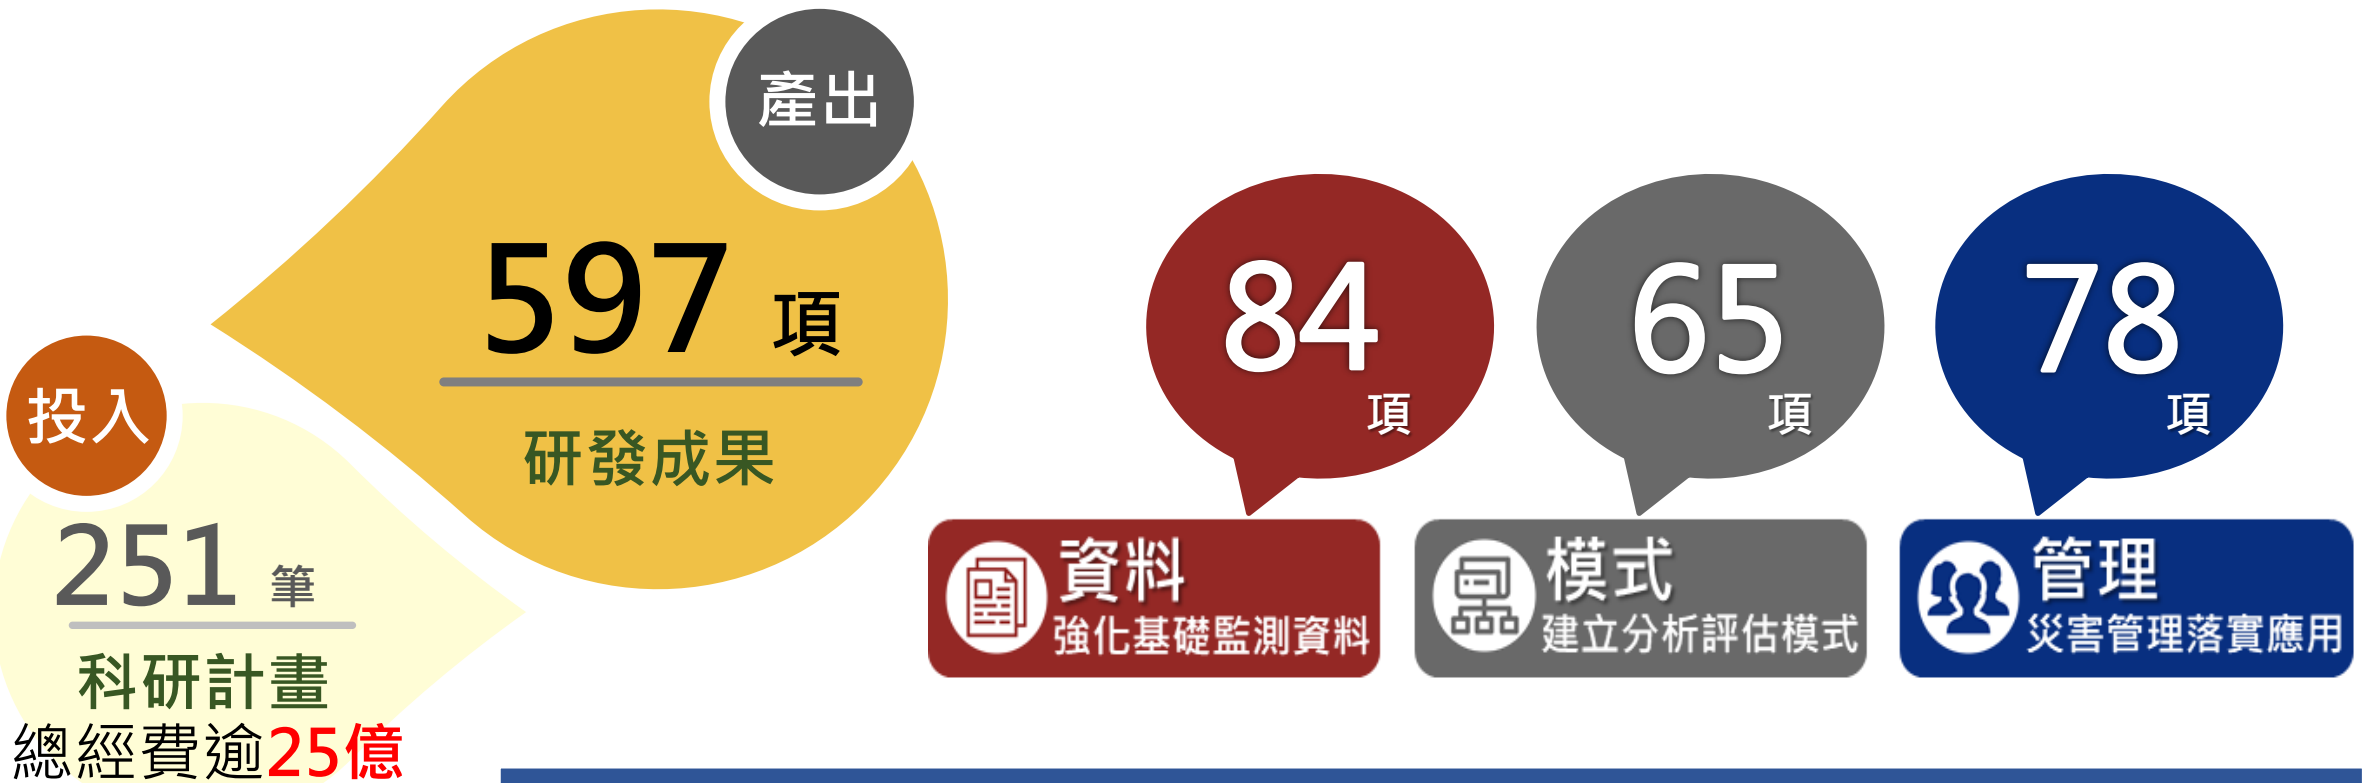 產出
597 項
研發成果
投入
251 筆
科研計畫
總經費逾25億
84
項
65
項
78
項
資料
強化基礎監測資料
模式
建立分析評估模式
管理
災害管理落實應用